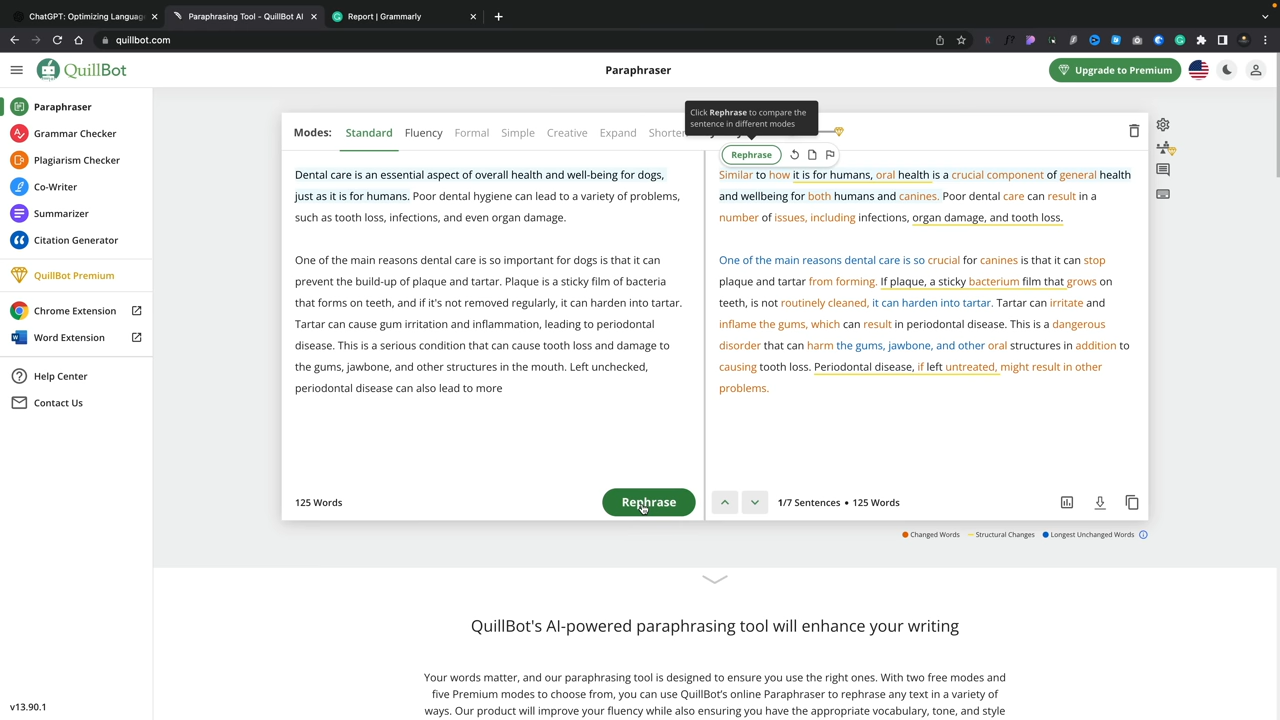 ChatGPT: Optimizing Langua
Paraphrasing Tool - QuillBot AI
Report | Grammarly
quillbot.com
QuillBot
Paraphraser
Upgrade to Premium
Paraphraser
Grammar Checker
Plagiarism Checker
Co-Writer
Summarizer
Citation Generator
QuillBot Premium
Chrome Extension
Word Extension
Help Center
Contact Us
v13.90.1
Modes: Standard Fluency Formal Simple Creative Expand Shorten
Click Rephrase to compare the
sentence in different modes
Rephrase
Dental care is an essential aspect of overall health and well-being for dogs,
just as it is for humans. Poor dental hygiene can lead to a variety of problems,
such as tooth loss, infections, and even organ damage.
One of the main reasons dental care is so important for dogs is that it can
prevent the build-up of plaque and tartar. Plaque is a sticky film of bacteria
that forms on teeth, and if it's not removed regularly, it can harden into tartar.
Tartar can cause gum irritation and inflammation, leading to periodontal
disease. This is a serious condition that can cause tooth loss and damage to
the gums, jawbone, and other structures in the mouth. Left unchecked,
periodontal disease can also lead to more
125 Words
Rephrase
Similar to how it is for humans, oral health is a crucial component of general health
and wellbeing for both humans and canines. Poor dental care can result in a
number of issues, including infections, organ damage, and tooth loss.
One of the main reasons dental care is so crucial for canines is that it can stop
plaque and tartar from forming. If plaque, a sticky bacterium film that grows on
teeth, is not routinely cleaned, it can harden into tartar. Tartar can irritate and
inflame the gums, which can result in periodontal disease. This is a dangerous
disorder that can harm the gums, jawbone, and other oral structures in addition to
causing tooth loss. Periodontal disease, if left untreated, might result in other
problems.
1/7 Sentences • 125 Words
Changed Words
Structural Changes
Longest Unchanged Words
QuillBot's AI-powered paraphrasing tool will enhance your writing
Your words matter, and our paraphrasing tool is designed to ensure you use the right ones. With two free modes and
five Premium modes to choose from, you can use QuillBot's online Paraphraser to rephrase any text in a variety of
ways. Our product will improve your fluency while also ensuring you have the appropriate vocabulary, tone, and style